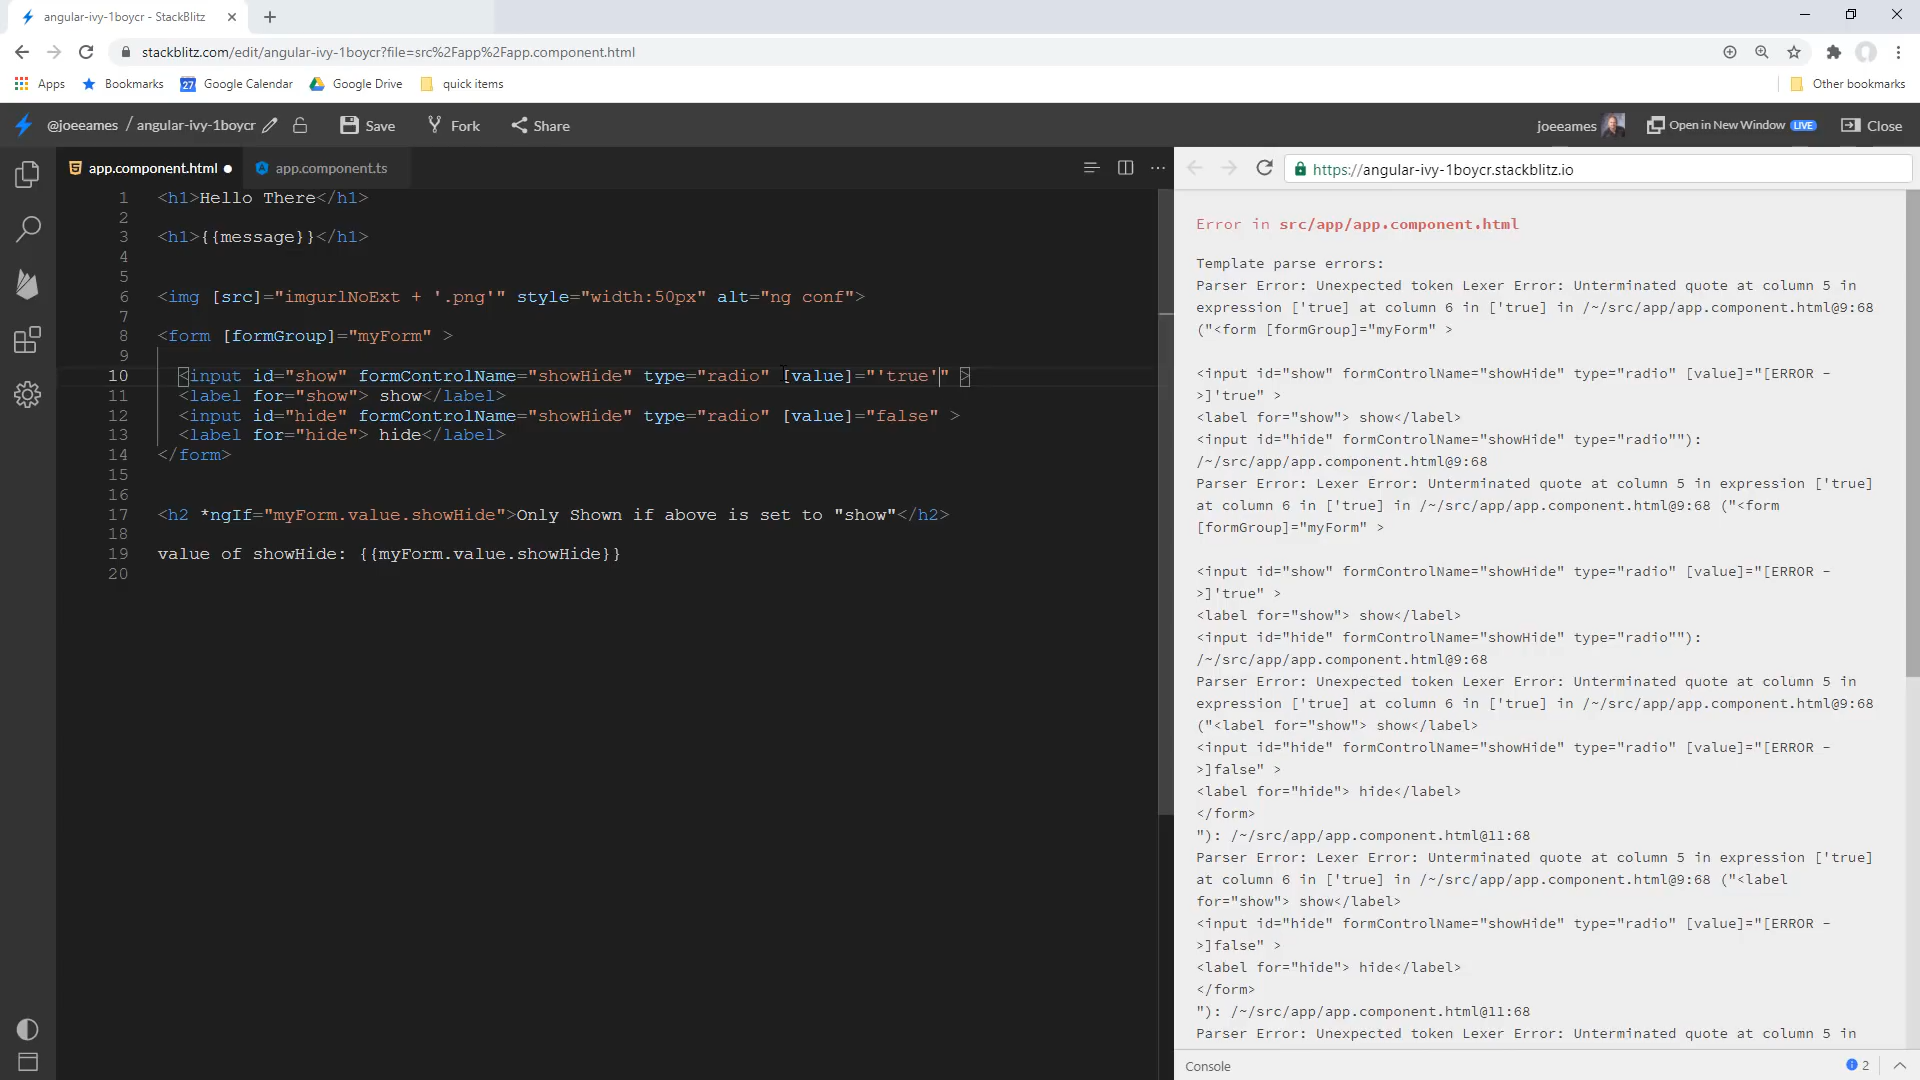 angular-ivy-1boycr - StackBlitz
stackblitz.com/edit/angular-ivy-1boycr?file=src%2Fapp%2Fapp.component.html
Apps Bookmarks 27 Google Calendar Google Drive quick items Other bookmarks
@joeeames / angular-ivy-1boycr Save Fork Share joeeames Open in New Window LIVE Close
app.component.html app.component.ts
https://angular-ivy-1boycr.stackblitz.io
1 <h1>Hello There</h1>
2
3 <h1>{{message}}</h1>
4
5
6 <img [src]="imgurlNoExt + '.png'" style="width:50px" alt="ng conf">
7
8 <form [formGroup]="myForm" >
9
10 <input id="show" formControlName="showHide" type="radio" [value]="'true'" >
11 <label for="show"> show</label>
12 <input id="hide" formControlName="showHide" type="radio" [value]="false" >
13 <label for="hide"> hide</label>
14 </form>
15
16
17 <h2 *ngIf="myForm.value.showHide">Only Shown if above is set to "show"</h2>
18
19 value of showHide: {{myForm.value.showHide}}
20
Error in src/app/app.component.html
Template parse errors:
Parser Error: Unexpected token Lexer Error: Unterminated quote at column 5 in
expression ['true] at column 6 in ['true] in /~/src/app/app.component.html@9:68
("<form [formGroup]="myForm" >
<input id="show" formControlName="showHide" type="radio" [value]="[ERROR -
>]'true" >
<label for="show"> show</label>
<input id="hide" formControlName="showHide" type="radio""):
/~/src/app/app.component.html@9:68
Parser Error: Lexer Error: Unterminated quote at column 5 in expression ['true]
at column 6 in ['true] in /~/src/app/app.component.html@9:68 ("<form
[formGroup]="myForm" >
<input id="show" formControlName="showHide" type="radio" [value]="[ERROR -
>]'true" >
<label for="show"> show</label>
<input id="hide" formControlName="showHide" type="radio""):
/~/src/app/app.component.html@9:68
Parser Error: Unexpected token Lexer Error: Unterminated quote at column 5 in
expression ['true] at column 6 in ['true] in /~/src/app/app.component.html@9:68
("<label for="show"> show</label>
<input id="hide" formControlName="showHide" type="radio" [value]="[ERROR -
>]false" >
<label for="hide"> hide</label>
</form>
"): /~/src/app/app.component.html@11:68
Parser Error: Lexer Error: Unterminated quote at column 5 in expression ['true]
at column 6 in ['true] in /~/src/app/app.component.html@9:68 ("<label
for="show"> show</label>
<input id="hide" formControlName="showHide" type="radio" [value]="[ERROR -
>]false" >
<label for="hide"> hide</label>
</form>
"): /~/src/app/app.component.html@11:68
Parser Error: Unexpected token Lexer Error: Unterminated quote at column 5 in
Console 2